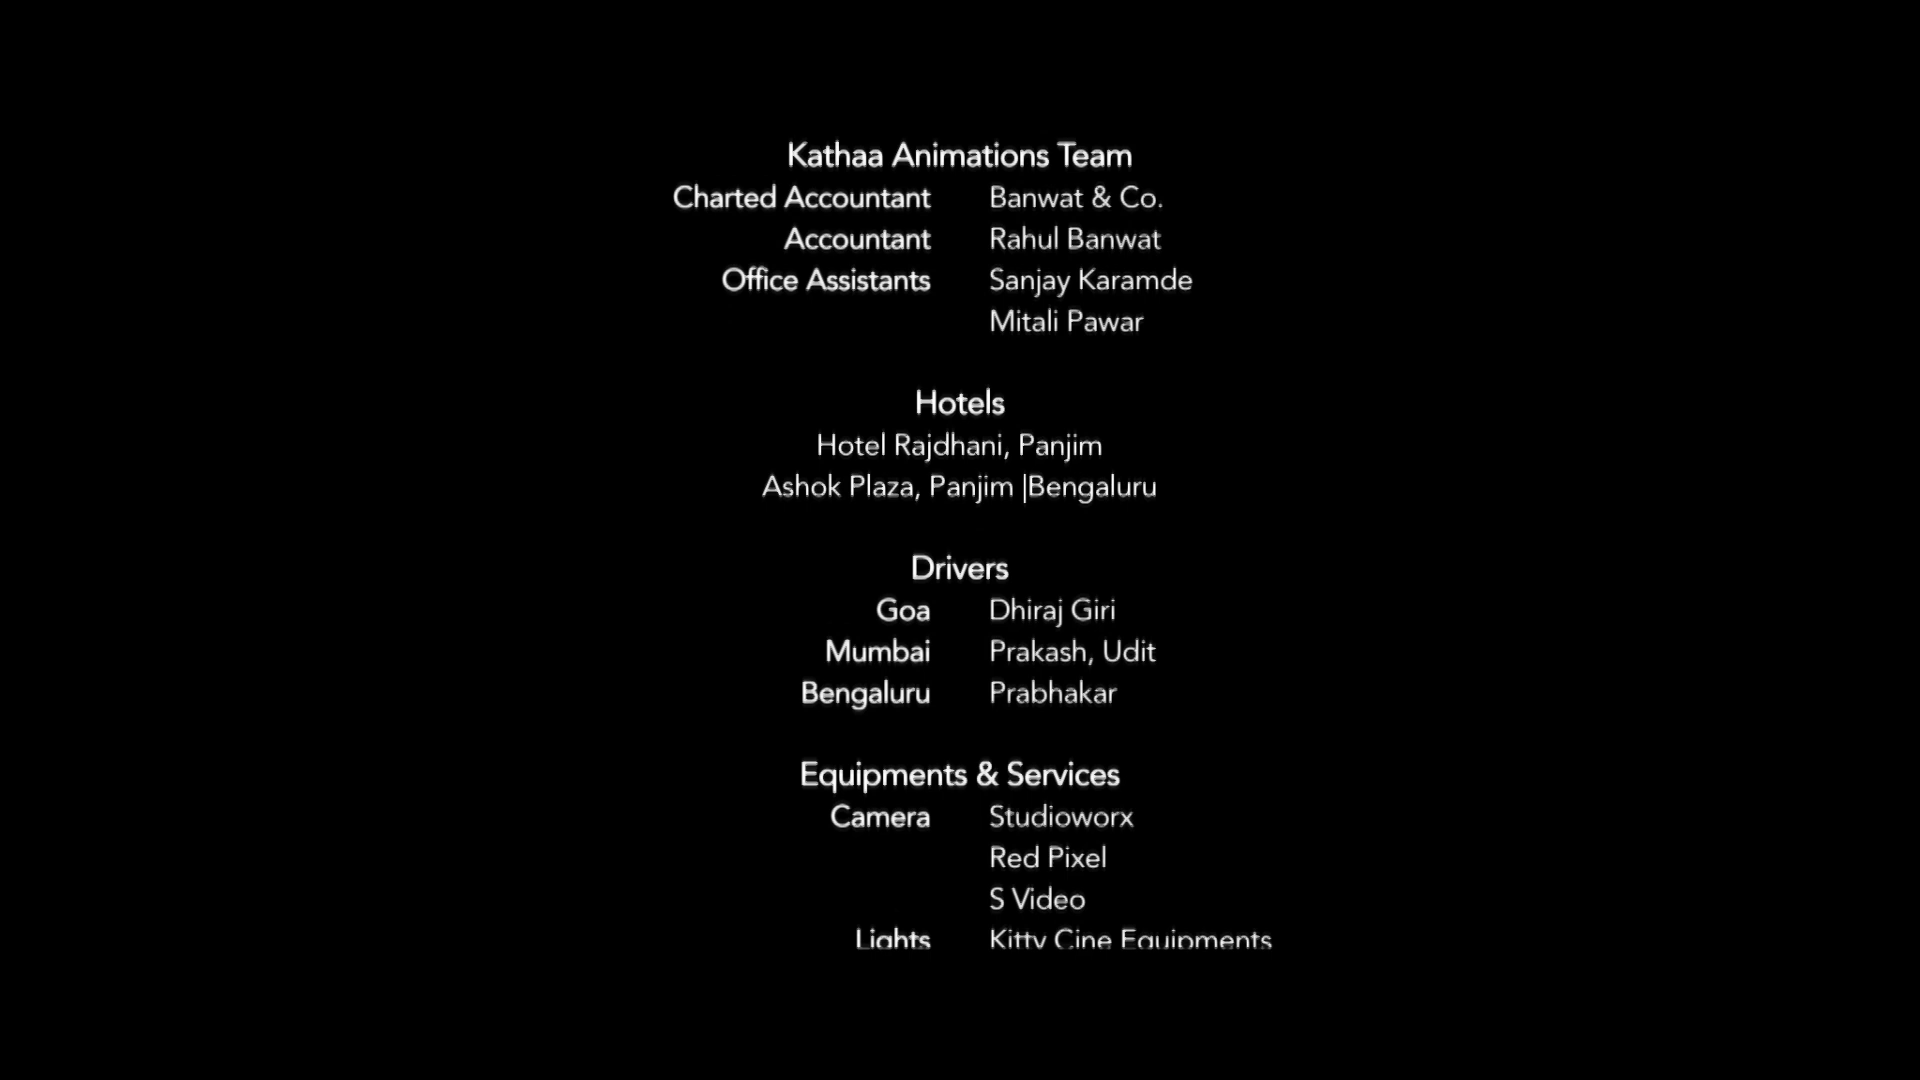 Kathaa Animations Team
Charted Accountant Banwat & Co.
Accountant Rahul Banwat
Office Assistants Sanjay Karamde
Mitali Pawar
Hotels
Hotel Rajdhani, Panjim
Ashok Plaza, Panjim |Bengaluru
Drivers
Goa Dhiraj Giri
Mumbai Prakash, Udit
Bengaluru Prabhakar
Equipments & Services
Camera Studioworx
Red Pixel
S Video
Lights Kitty Cine Equipments